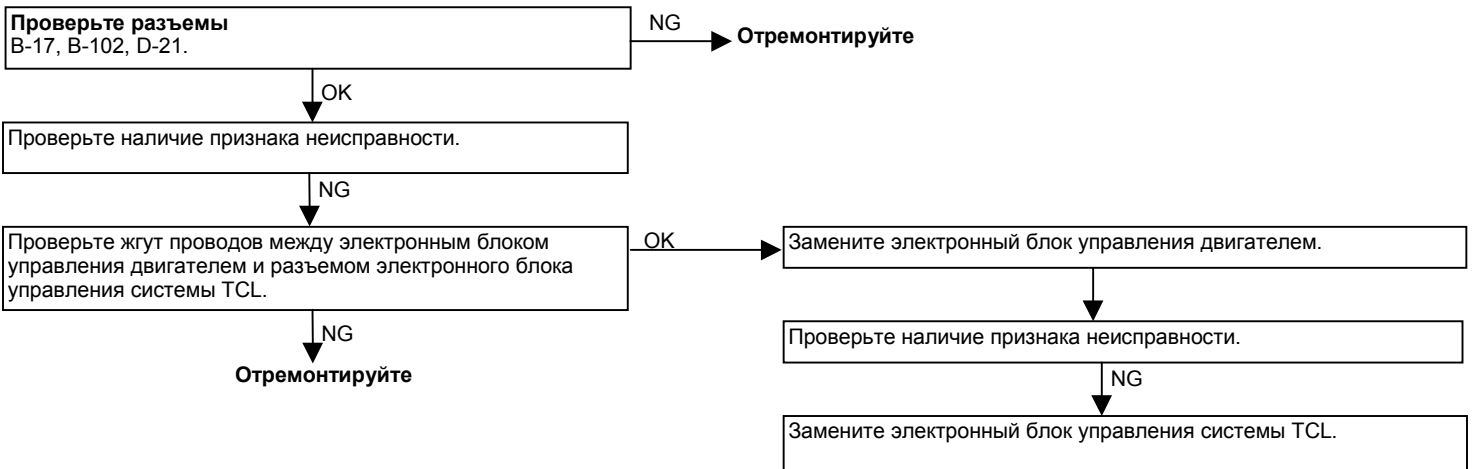 Проверьте разъемы
B-17, B-102, D-21.
NG
Отремонтируйте
OK
Проверьте наличие признака неисправности.
NG
Проверьте жгут проводов между электронным блоком
управления двигателем и разъемом электронного блока
управления системы TCL.
OK
Замените электронный блок управления двигателем.
NG
Отремонтируйте
Проверьте наличие признака неисправности.
NG
Замените электронный блок управления системы TCL.